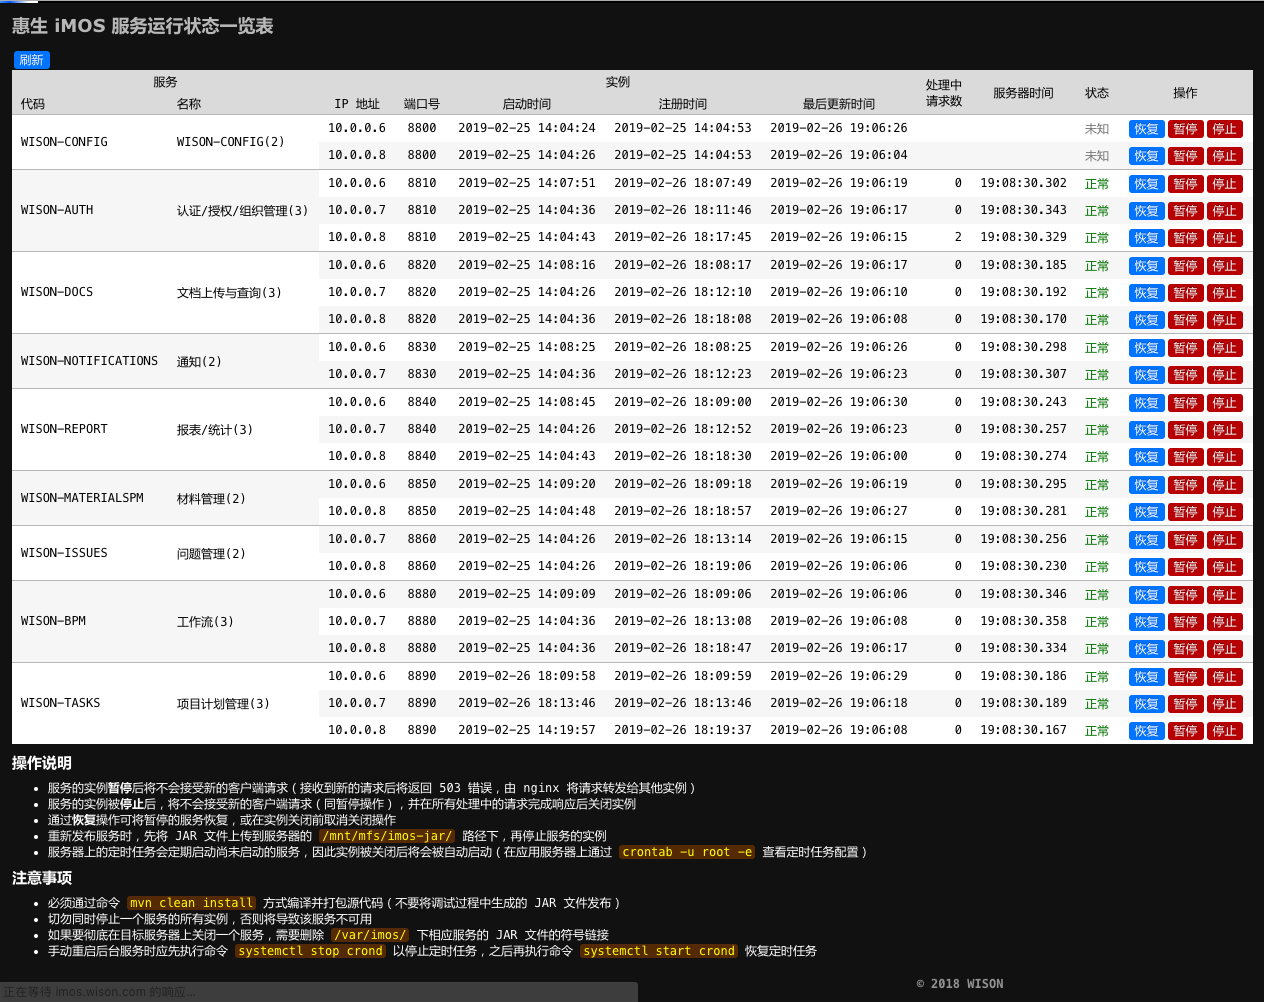 惠生 iMOS 服务运行状态一览表
刷新
服务 实例 处理中请求数 服务器时间 状态 操作
代码 名称 IP 地址 端口号 启动时间 注册时间 最后更新时间
WISON-CONFIG WISON-CONFIG(2)
10.0.0.6 8800 2019-02-25 14:04:24 2019-02-25 14:04:53 2019-02-26 19:06:26 未知 恢复 暂停 停止
10.0.0.8 8800 2019-02-25 14:04:26 2019-02-25 14:04:53 2019-02-26 19:06:04 未知 恢复 暂停 停止
WISON-AUTH 认证/授权/组织管理(3)
10.0.0.6 8810 2019-02-25 14:07:51 2019-02-26 18:07:49 2019-02-26 19:06:19 0 19:08:30.302 正常 恢复 暂停 停止
10.0.0.7 8810 2019-02-25 14:04:36 2019-02-26 18:11:46 2019-02-26 19:06:17 0 19:08:30.343 正常 恢复 暂停 停止
10.0.0.8 8810 2019-02-25 14:04:43 2019-02-26 18:17:45 2019-02-26 19:06:15 2 19:08:30.329 正常 恢复 暂停 停止
WISON-DOCS 文档上传与查询(3)
10.0.0.6 8820 2019-02-25 14:08:16 2019-02-26 18:08:17 2019-02-26 19:06:17 0 19:08:30.185 正常 恢复 暂停 停止
10.0.0.7 8820 2019-02-25 14:04:26 2019-02-26 18:12:10 2019-02-26 19:06:10 0 19:08:30.192 正常 恢复 暂停 停止
10.0.0.8 8820 2019-02-25 14:04:36 2019-02-26 18:18:08 2019-02-26 19:06:08 0 19:08:30.170 正常 恢复 暂停 停止
WISON-NOTIFICATIONS 通知(2)
10.0.0.6 8830 2019-02-25 14:08:25 2019-02-26 18:08:25 2019-02-26 19:06:26 0 19:08:30.298 正常 恢复 暂停 停止
10.0.0.7 8830 2019-02-25 14:04:36 2019-02-26 18:12:23 2019-02-26 19:06:23 0 19:08:30.307 正常 恢复 暂停 停止
WISON-REPORT 报表/统计(3)
10.0.0.6 8840 2019-02-25 14:08:45 2019-02-26 18:09:00 2019-02-26 19:06:30 0 19:08:30.243 正常 恢复 暂停 停止
10.0.0.7 8840 2019-02-25 14:04:26 2019-02-26 18:12:52 2019-02-26 19:06:23 0 19:08:30.257 正常 恢复 暂停 停止
10.0.0.8 8840 2019-02-25 14:04:43 2019-02-26 18:18:30 2019-02-26 19:06:00 0 19:08:30.274 正常 恢复 暂停 停止
WISON-MATERIALSPM 材料管理(2)
10.0.0.6 8850 2019-02-25 14:09:20 2019-02-26 18:09:18 2019-02-26 19:06:19 0 19:08:30.295 正常 恢复 暂停 停止
10.0.0.8 8850 2019-02-25 14:04:48 2019-02-26 18:18:57 2019-02-26 19:06:27 0 19:08:30.281 正常 恢复 暂停 停止
WISON-ISSUES 问题管理(2)
10.0.0.7 8860 2019-02-25 14:04:26 2019-02-26 18:13:14 2019-02-26 19:06:15 0 19:08:30.256 正常 恢复 暂停 停止
10.0.0.8 8860 2019-02-25 14:04:26 2019-02-26 18:19:06 2019-02-26 19:06:06 0 19:08:30.230 正常 恢复 暂停 停止
WISON-BPM 工作流(3)
10.0.0.6 8880 2019-02-25 14:09:09 2019-02-26 18:09:06 2019-02-26 19:06:06 0 19:08:30.346 正常 恢复 暂停 停止
10.0.0.7 8880 2019-02-25 14:04:36 2019-02-26 18:13:08 2019-02-26 19:06:08 0 19:08:30.358 正常 恢复 暂停 停止
10.0.0.8 8880 2019-02-25 14:04:36 2019-02-26 18:18:47 2019-02-26 19:06:17 0 19:08:30.334 正常 恢复 暂停 停止
WISON-TASKS 项目计划管理(3)
10.0.0.6 8890 2019-02-26 18:09:58 2019-02-26 18:09:59 2019-02-26 19:06:29 0 19:08:30.186 正常 恢复 暂停 停止
10.0.0.7 8890 2019-02-26 18:13:46 2019-02-26 18:13:46 2019-02-26 19:06:18 0 19:08:30.189 正常 恢复 暂停 停止
10.0.0.8 8890 2019-02-25 14:19:57 2019-02-26 18:19:37 2019-02-26 19:06:08 0 19:08:30.167 正常 恢复 暂停 停止
操作说明
• 服务的实例暂停后将不会接受新的客户端请求（接收到新的请求后将返回 503 错误，由 nginx 将请求转发给其他实例）
• 服务的实例被停止后，将不会接受新的客户端请求（同暂停操作），并在所有处理中的请求完成响应后关闭实例
• 通过恢复操作可将暂停的服务恢复，或在实例关闭前取消关闭操作
• 重新发布服务时，先将 JAR 文件上传到服务器的 /mnt/mfs/imos-jar/ 路径下，再停止服务的实例
• 服务器上的定时任务会定期启动尚未启动的服务，因此实例被关闭后将会被自动启动（在应用服务器上通过 crontab -u root -e 查看定时任务配置）
注意事项
• 必须通过命令 mvn clean install 方式编译并打包源代码（不要将调试过程中生成的 JAR 文件发布）
• 切勿同时停止一个服务的所有实例，否则将导致该服务不可用
• 如果要彻底在目标服务器上关闭一个服务，需要删除 /var/imos/ 下相应服务的 JAR 文件的符号链接
• 手动重启后台服务时应先执行命令 systemctl stop crond 以停止定时任务，之后再执行命令 systemctl start crond 恢复定时任务
© 2018 WISON
正在等待 imos.wison.com 的响应...